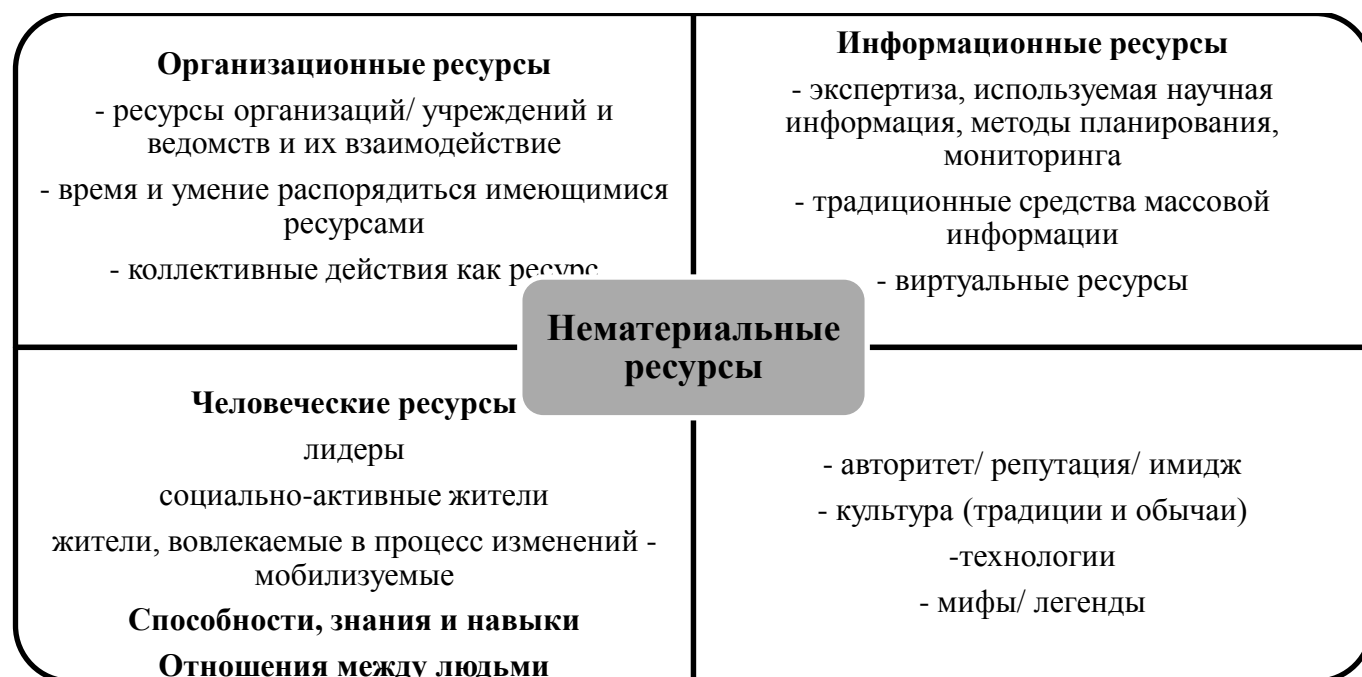 Организационные ресурсы
- ресурсы организаций/ учреждений и
ведомств и их взаимодействие
- время и умение распорядиться имеющимися
ресурсами
- коллективные действия как ресурс
Информационные ресурсы
- экспертиза, используемая научная
информация, методы планирования,
мониторинга
- традиционные средства массовой
информации
- виртуальные ресурсы
Нематериальные
ресурсы
Человеческие ресурсы
лидеры
социально-активные жители
жители, вовлекаемые в процесс изменений -
мобилизуемые
Способности, знания и навыки
Отношения между людьми
- авторитет/ репутация/ имидж
- культура (традиции и обычаи)
-технологии
- мифы/ легенды